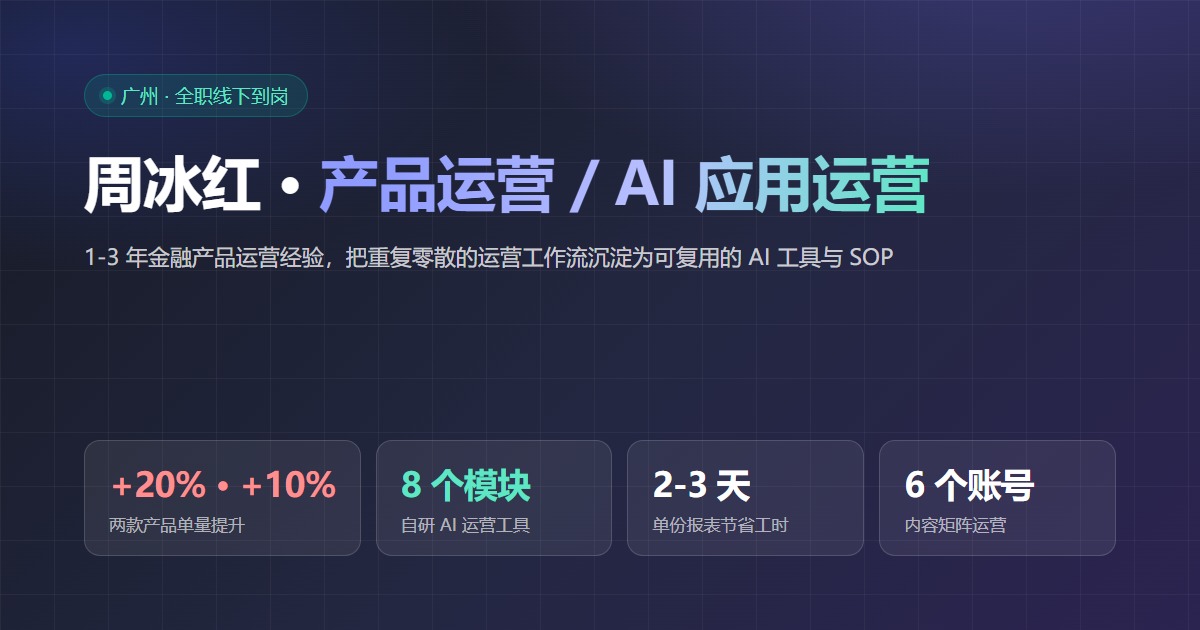 广州 · 全职线下到岗
周冰红 · 产品运营 / AI 应用运营
1-3 年金融产品运营经验，把重复零散的运营工作流沉淀为可复用的 AI 工具与 SOP
+20% · +10%
两款产品单量提升
8 个模块
自研 AI 运营工具
2-3 天
单份报表节省工时
6 个账号
内容矩阵运营